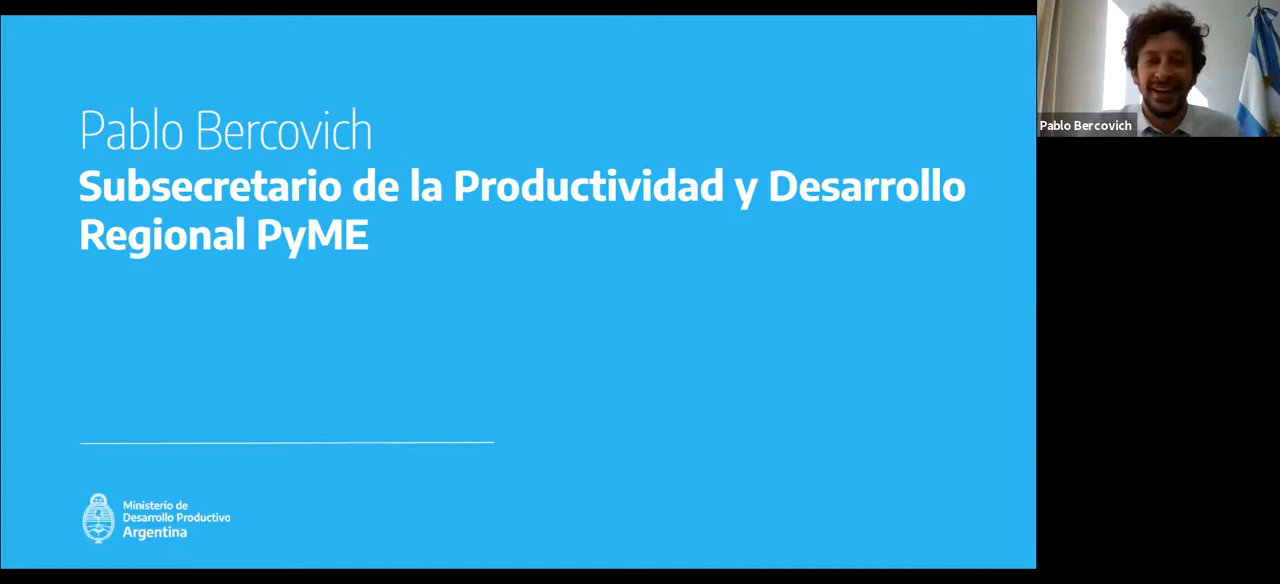 Pablo Bercovich
Subsecretario de la Productividad y Desarrollo
Regional PyME
Ministerio de
Desarrollo Productivo
Argentina
Pablo Bercovich